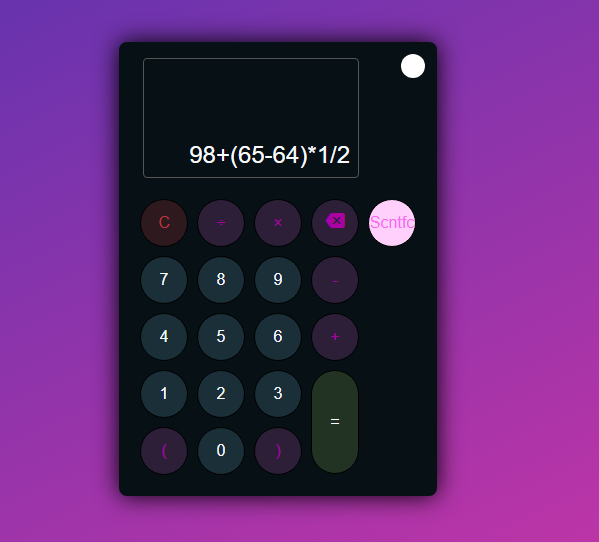 98+(65-64)*1/2
C ÷ × Scntfc
7 8 9 -
4 5 6 +
1 2 3
=
( 0 )